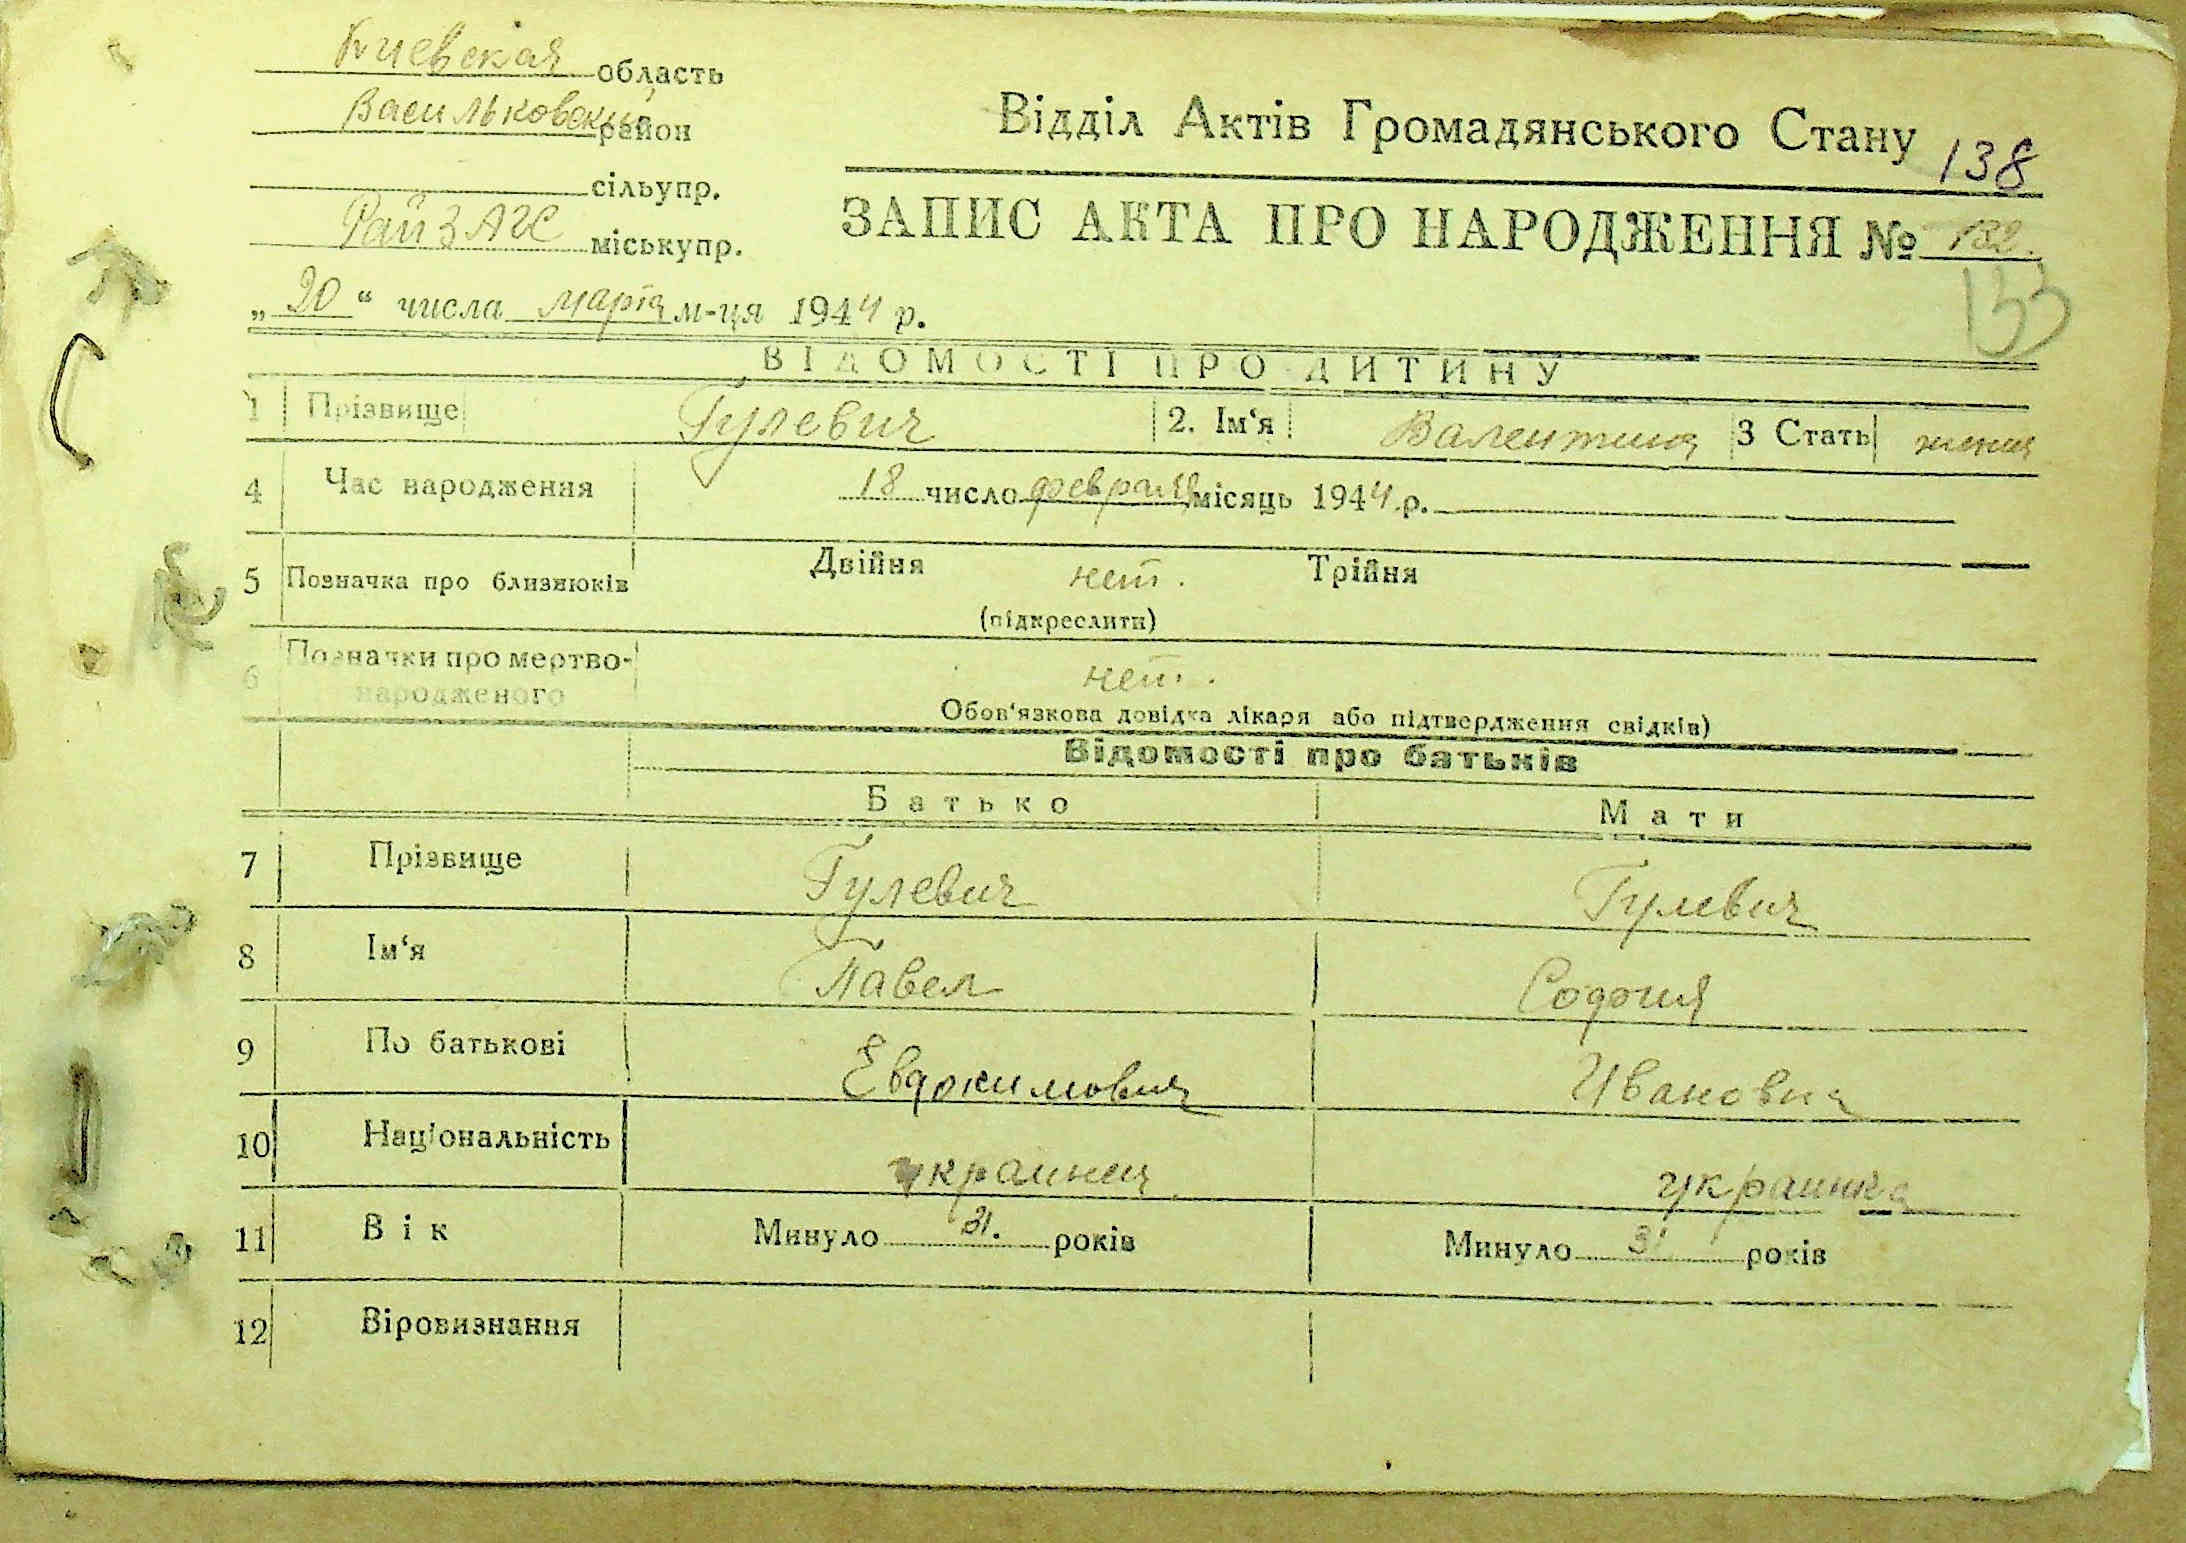 Киевская область
Васильковский район
сільупр.
РайЗАГС міськупр.
Відділ Актів Громадянського Стану 138
ЗАПИС АКТА ПРО НАРОДЖЕННЯ № 132.
133
„20“ числа марта м-ця 1944 р.
ВІДОМОСТІ ПРО ДИТИНУ
1 Прізвище Гулевич 2. Ім‘я Валентина 3 Стать женск
4 Час народження 18 число февраля місяць 1944 р.
5 Позначка про близнюків Двійня нет. Трійня
(підкреслити)
6 Позначки про мертво-
народженого нет.
Обов‘язкова довідка лікаря або підтвердження свідків)
Відомості про батьків
Батько Мати
7 Прізвище Гулевич Гулевич
8 Ім‘я Павел София
9 По батькові Евдокимович Ивановна
10 Національність украинец украинка
11 Вік Минуло 31. років Минуло 31 років
12 Віровизнання